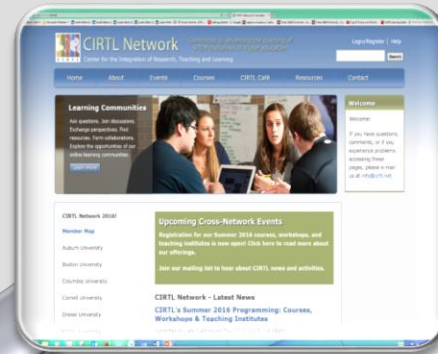 CIRTL Network
Center for the Integration of Research, Teaching and Learning
Login/Register | Help
Search
Home About Events Courses CIRTL Café Resources Contact
Learning Communities
Ask questions. Join discussions.
Exchange perspectives. Find
resources. Form collaborations.
Explore the opportunities of our
online learning communities.
Learn more
Welcome
Welcome!
If you have questions,
comments, or if you
experience problems
accessing these
pages, please e-mail
us at info@cirtl.net.
CIRTL Network 2016!
Member Map
Auburn University
Boston University
Columbia University
Cornell University
Drexel University
Upcoming Cross-Network Events
Registration for our Summer 2016 courses, workshops, and
teaching institutes is now open! Click here to read more about
our offerings.
Join our mailing list to hear about CIRTL news and activities.
CIRTL Network - Latest News
CIRTL's Summer 2016 Programming: Courses,
Workshops & Teaching Institutes